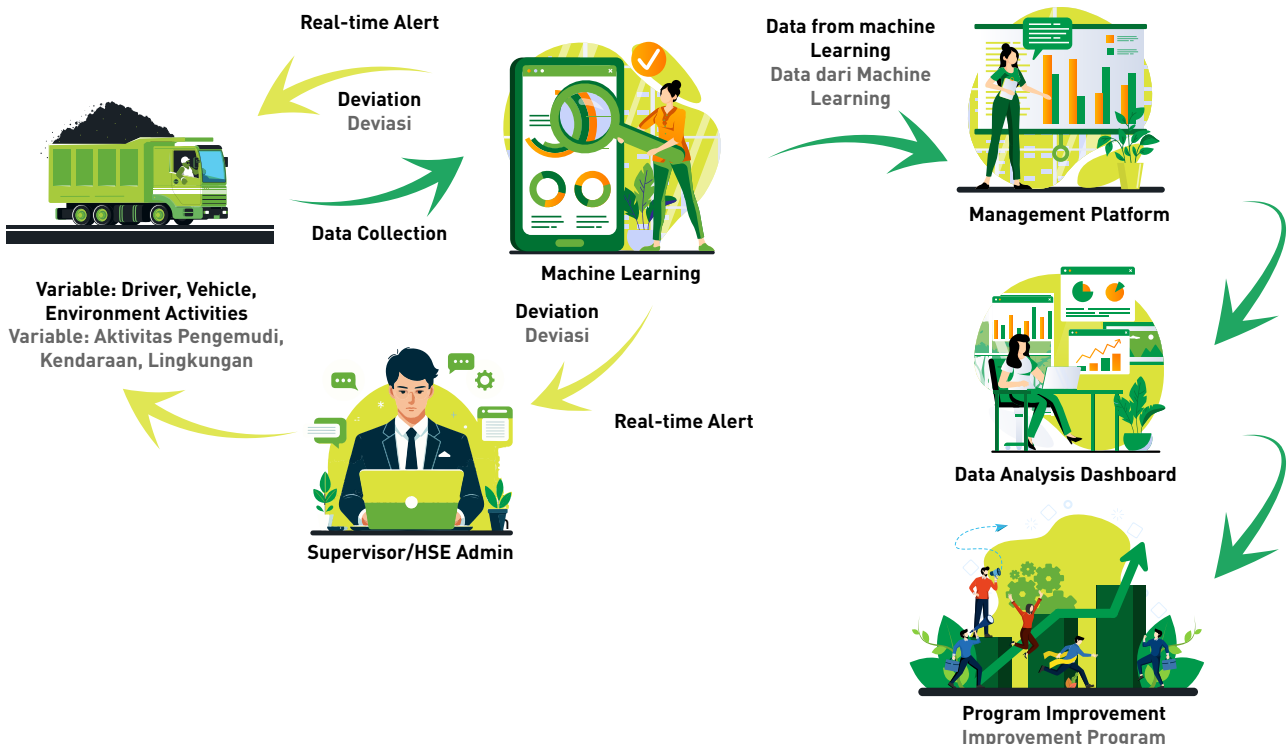 Real-time Alert
Deviation
Deviasi
Data Collection
Variable: Driver, Vehicle,
Environment Activities
Variable: Aktivitas Pengemudi,
Kendaraan, Lingkungan
Machine Learning
Deviation
Deviasi
Real-time Alert
Supervisor/HSE Admin
Data from machine
Learning
Data dari Machine
Learning
Management Platform
Data Analysis Dashboard
Program Improvement
Improvement Program